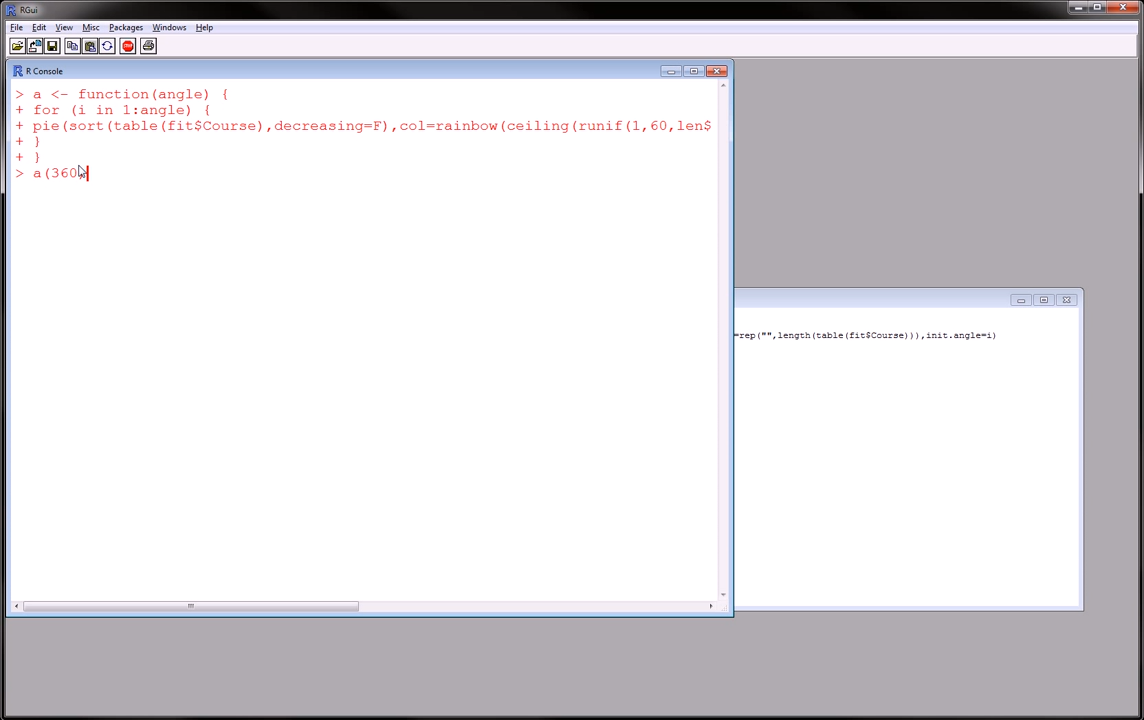 RGui
File Edit View Misc Packages Windows Help
STOP
R Console
> a <- function(angle) {
+ for (i in 1:angle) {
+ pie(sort(table(fit$Course),decreasing=F),col=rainbow(ceiling(runif(1,60,len$
+ }
+ }
> a(360)
=rep("",length(table(fit$Course))),init.angle=i)